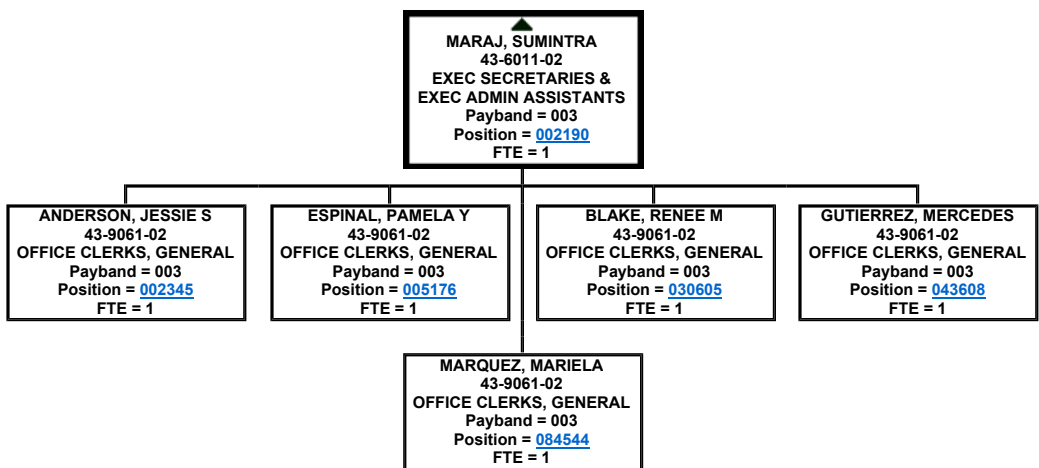 MARAJ, SUMINTRA
43-6011-02
EXEC SECRETARIES &
EXEC ADMIN ASSISTANTS
Payband = 003
Position = 002190
FTE = 1
ANDERSON, JESSIE S
43-9061-02
OFFICE CLERKS, GENERAL
Payband = 003
Position = 002345
FTE = 1
ESPINAL, PAMELA Y
43-9061-02
OFFICE CLERKS, GENERAL
Payband = 003
Position = 005176
FTE = 1
BLAKE, RENEE M
43-9061-02
OFFICE CLERKS, GENERAL
Payband = 003
Position = 030605
FTE = 1
GUTIERREZ, MERCEDES
43-9061-02
OFFICE CLERKS, GENERAL
Payband = 003
Position = 043608
FTE = 1
MARQUEZ, MARIELA
43-9061-02
OFFICE CLERKS, GENERAL
Payband = 003
Position = 084544
FTE = 1